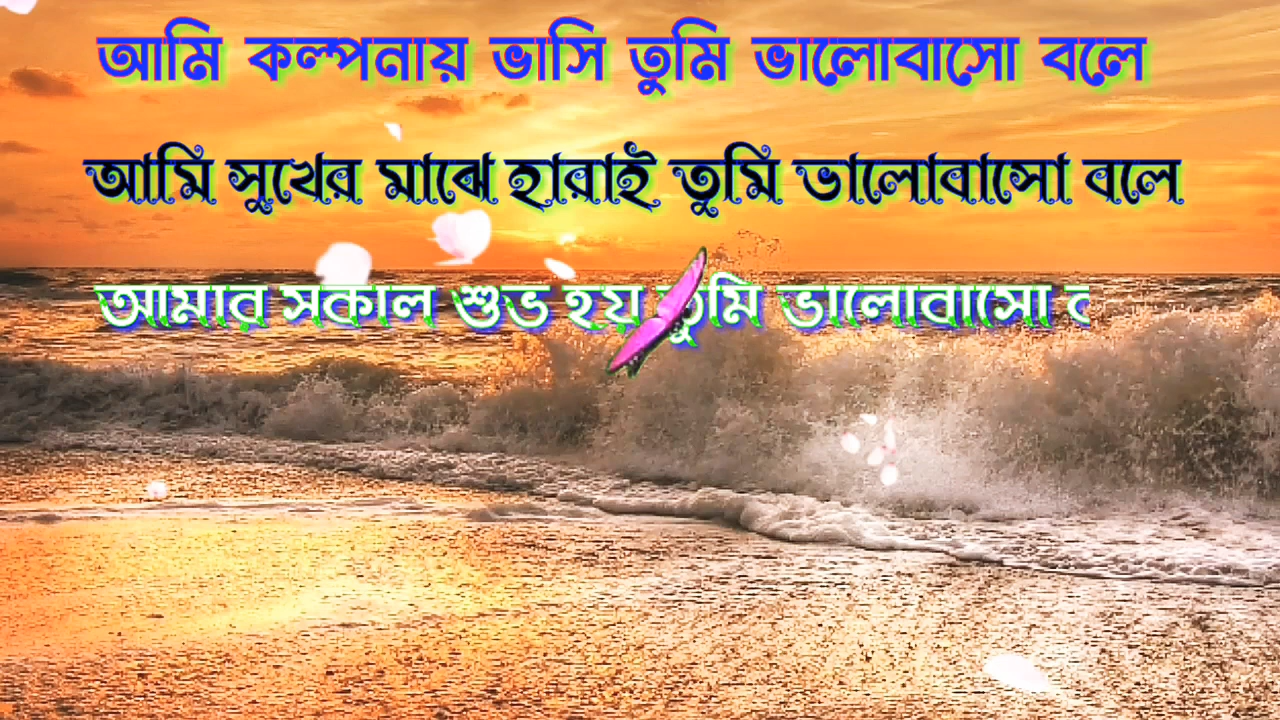 আমি কল্পনায় ভাসি তুমি ভালোবাসো বলে
আমি সুখের মাঝে হারাই তুমি ভালোবাসো বলে
আমার সকাল শুভ হয় তুমি ভালোবাসো